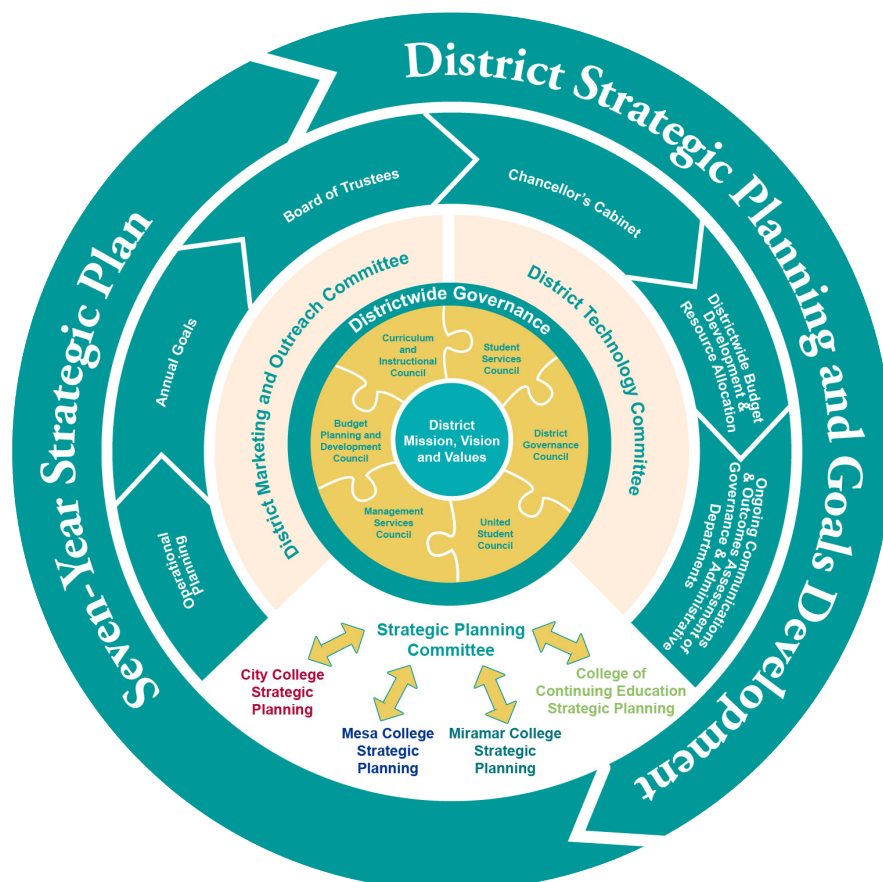 District Strategic Planning and Goals Development
Seven-Year Strategic Plan
Board of Trustees
Chancellor's Cabinet
Districtwide Budget
Development &
Resource Allocation
Ongoing Communications
& Outcomes Assessment of
Governance & Administrative
Departments
Operational
Planning
Annual Goals
District Marketing and Outreach Committee
District Technology Committee
Districtwide Governance
Curriculum
and
Instructional
Council
Student
Services
Council
Budget
Planning and
Development
Council
District
Governance
Council
Management
Services
Council
United
Student
Council
District
Mission, Vision
and Values
Strategic Planning
Committee
City College
Strategic
Planning
Mesa College
Strategic
Planning
Miramar College
Strategic
Planning
College of
Continuing Education
Strategic Planning